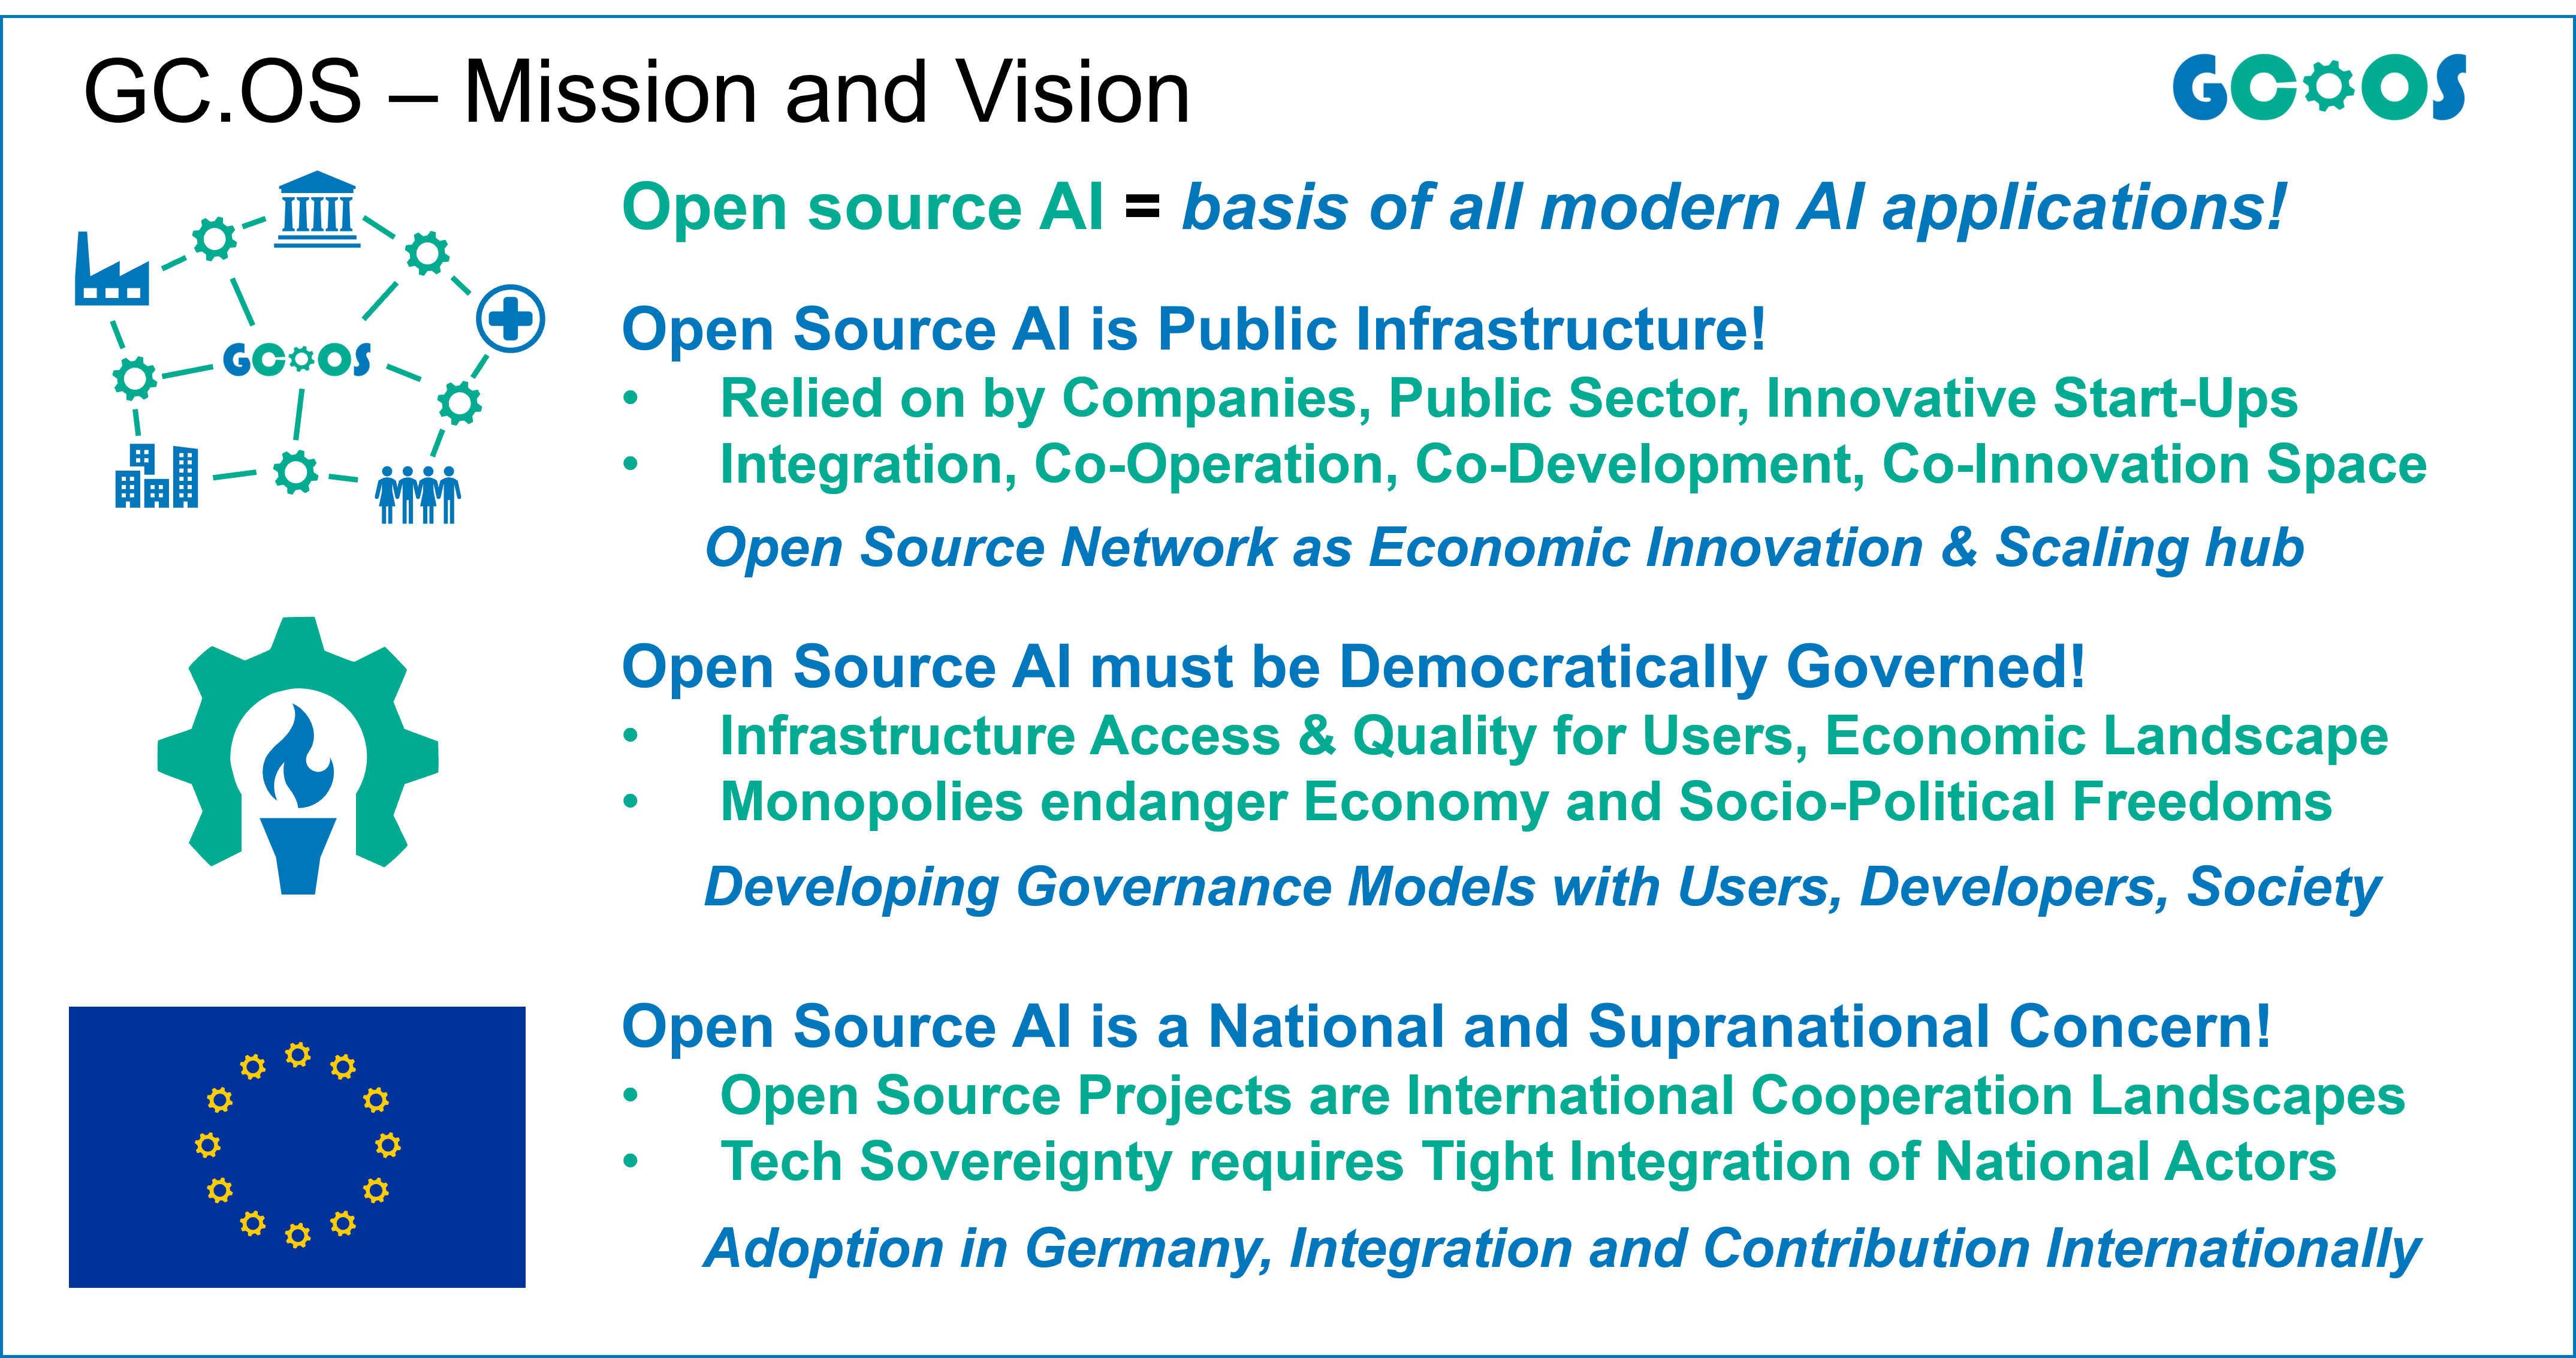 GC.OS – Mission and Vision
GC OS
Open source AI = basis of all modern AI applications!
GC OS
Open Source AI is Public Infrastructure!
• Relied on by Companies, Public Sector, Innovative Start-Ups
• Integration, Co-Operation, Co-Development, Co-Innovation Space
Open Source Network as Economic Innovation & Scaling hub
Open Source AI must be Democratically Governed!
• Infrastructure Access & Quality for Users, Economic Landscape
• Monopolies endanger Economy and Socio-Political Freedoms
Developing Governance Models with Users, Developers, Society
Open Source AI is a National and Supranational Concern!
• Open Source Projects are International Cooperation Landscapes
• Tech Sovereignty requires Tight Integration of National Actors
Adoption in Germany, Integration and Contribution Internationally